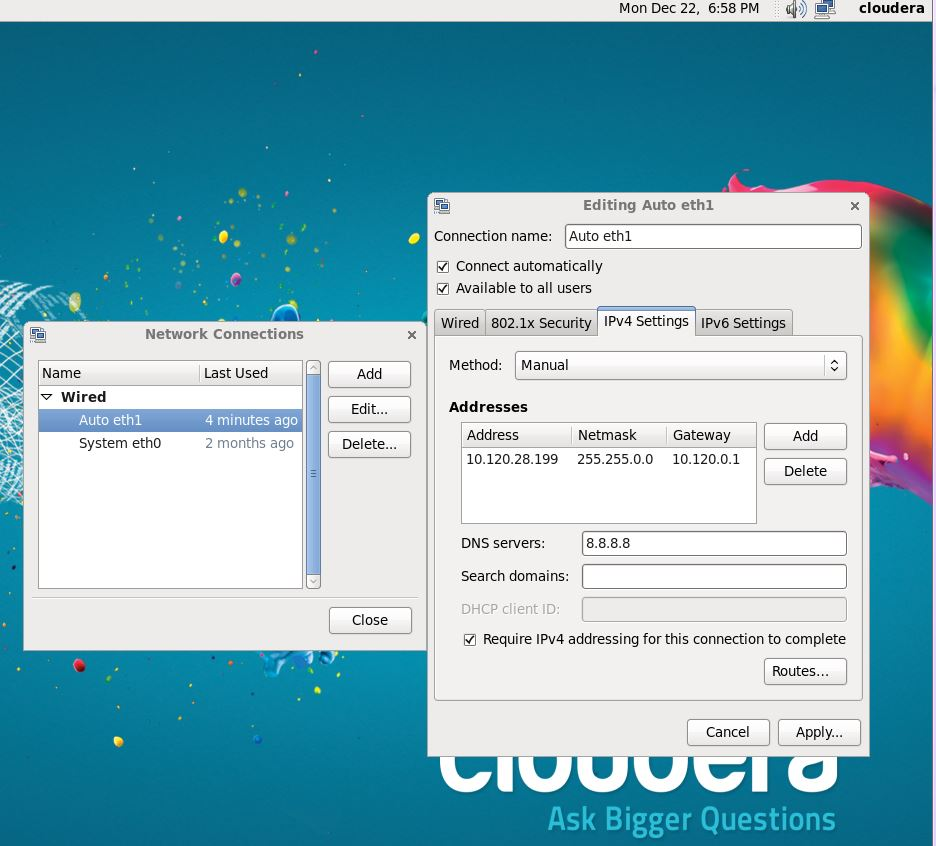 Mon Dec 22,  6:58 PM
cloudera
Network Connections
Name
Last Used
Wired
Auto eth1
4 minutes ago
System eth0
2 months ago
Add
Edit...
Delete...
Close
Editing Auto eth1
Connection name:
Auto eth1
Connect automatically
Available to all users
Wired
802.1x Security
IPv4 Settings
IPv6 Settings
Method:
Manual
Addresses
Address
Netmask
Gateway
10.120.28.199
255.255.0.0
10.120.0.1
Add
Delete
DNS servers:
8.8.8.8
Search domains:
DHCP client ID:
Require IPv4 addressing for this connection to complete
Routes...
Cancel
Apply...
cloudera
Ask Bigger Questions